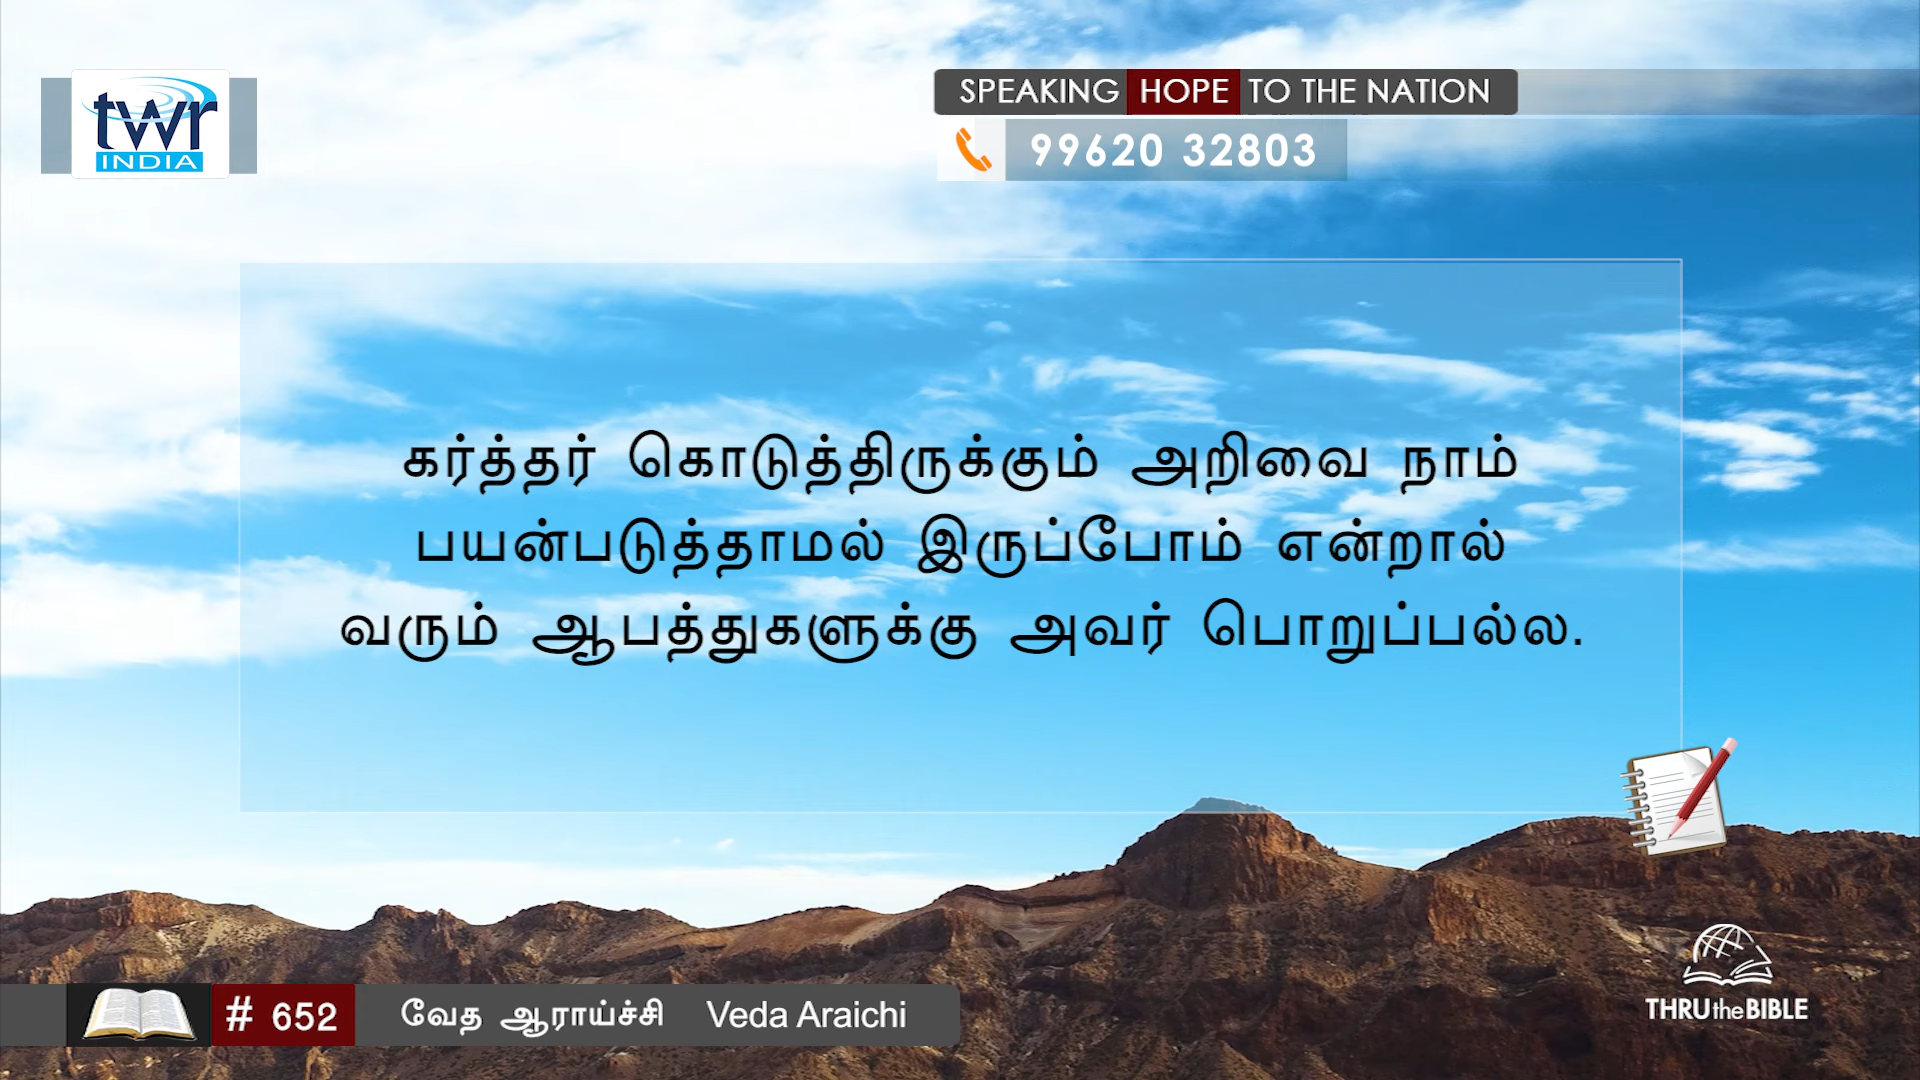 twr
INDIA
SPEAKING HOPE TO THE NATION
99620 32803
கர்த்தர் கொடுத்திருக்கும் அறிவை நாம்
பயன்படுத்தாமல் இருப்போம் என்றால்
வரும் ஆபத்துகளுக்கு அவர் பொறுப்பல்ல.
# 652 வேத ஆராய்ச்சி Veda Araichi
THRU the BIBLE